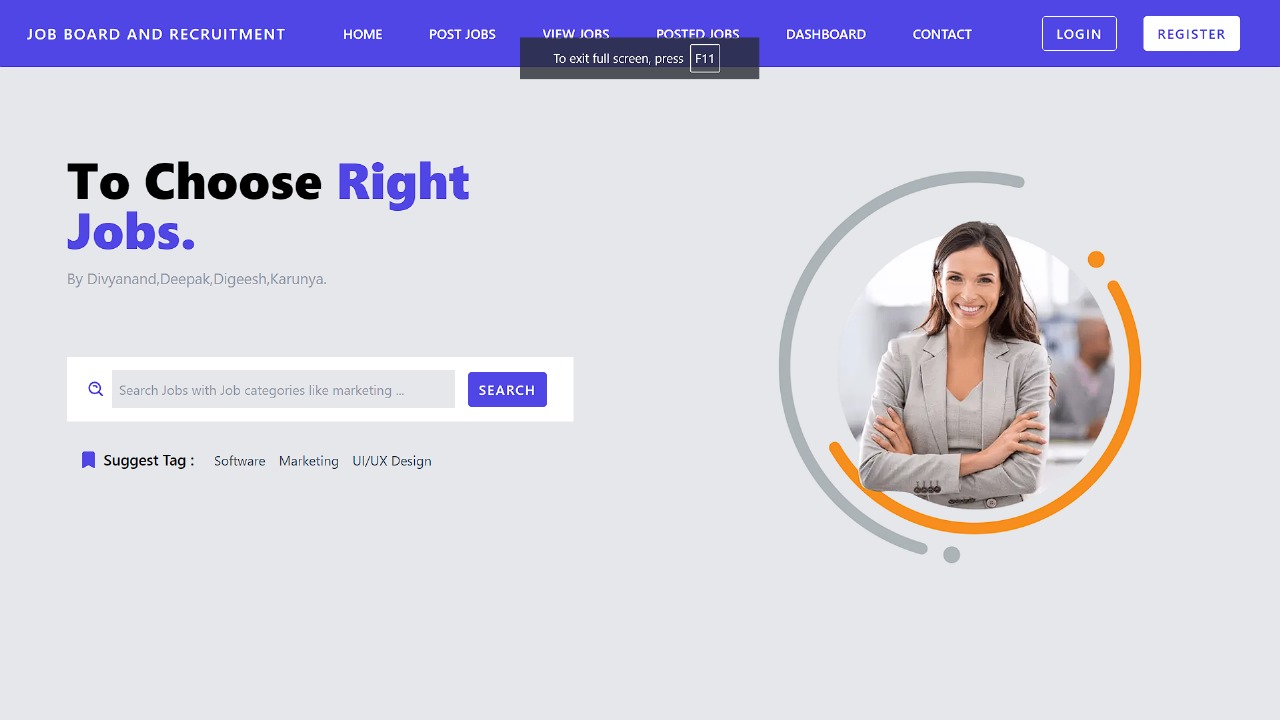 JOB BOARD AND RECRUITMENT HOME POST JOBS VIEW JOBS POSTED JOBS DASHBOARD CONTACT LOGIN REGISTER
To exit full screen, press F11
To Choose Right
Jobs.
By Divyanand,Deepak,Digeesh,Karunya.
Search Jobs with Job categories like marketing ... SEARCH
Suggest Tag : Software Marketing UI/UX Design